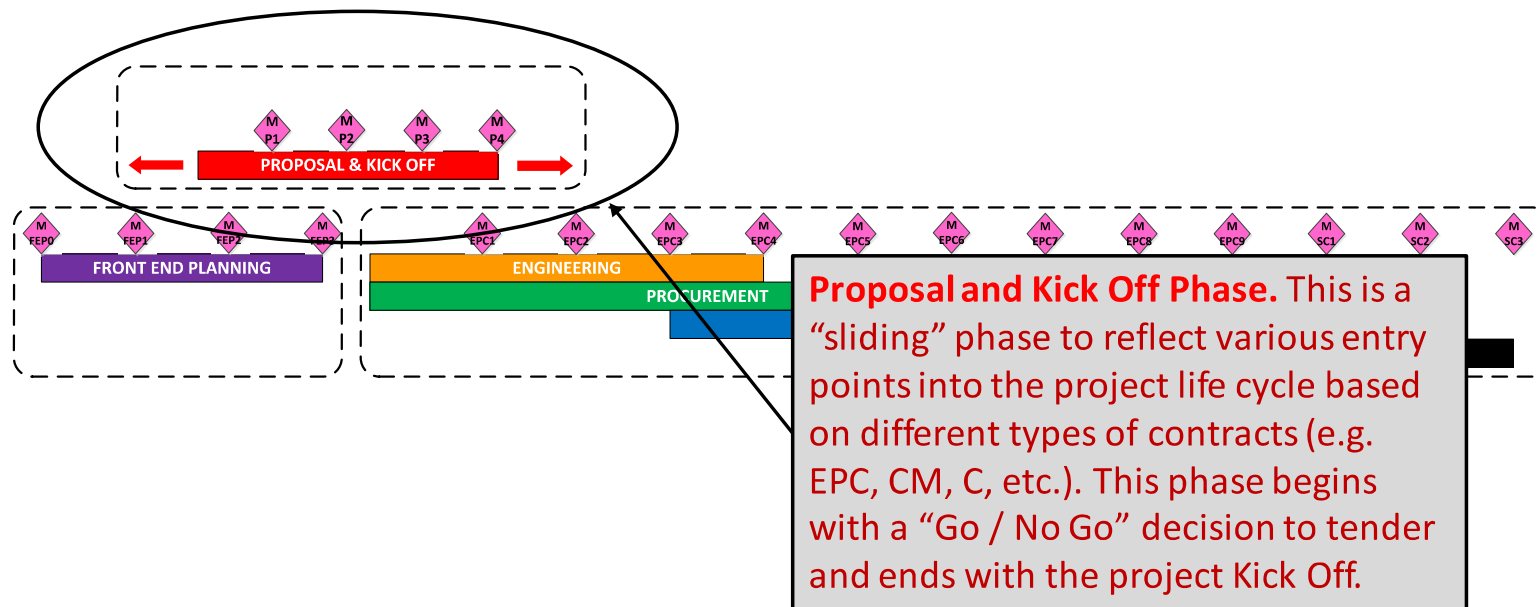 M
P1
M
P2
M
P3
M
P4
PROPOSAL & KICK OFF
M
FEP0
M
FEP1
M
FEP2
M
FEP3
M
EPC1
M
EPC2
M
EPC3
M
EPC4
M
EPC5
M
EPC6
M
EPC7
M
EPC8
M
EPC9
M
SC1
M
SC2
M
SC3
FRONT END PLANNING
ENGINEERING
PROCUREMENT
Proposal and Kick Off Phase. This is a
“sliding” phase to reflect various entry
points into the project life cycle based
on different types of contracts (e.g.
EPC, CM, C, etc.). This phase begins
with a “Go / No Go” decision to tender
and ends with the project Kick Off.